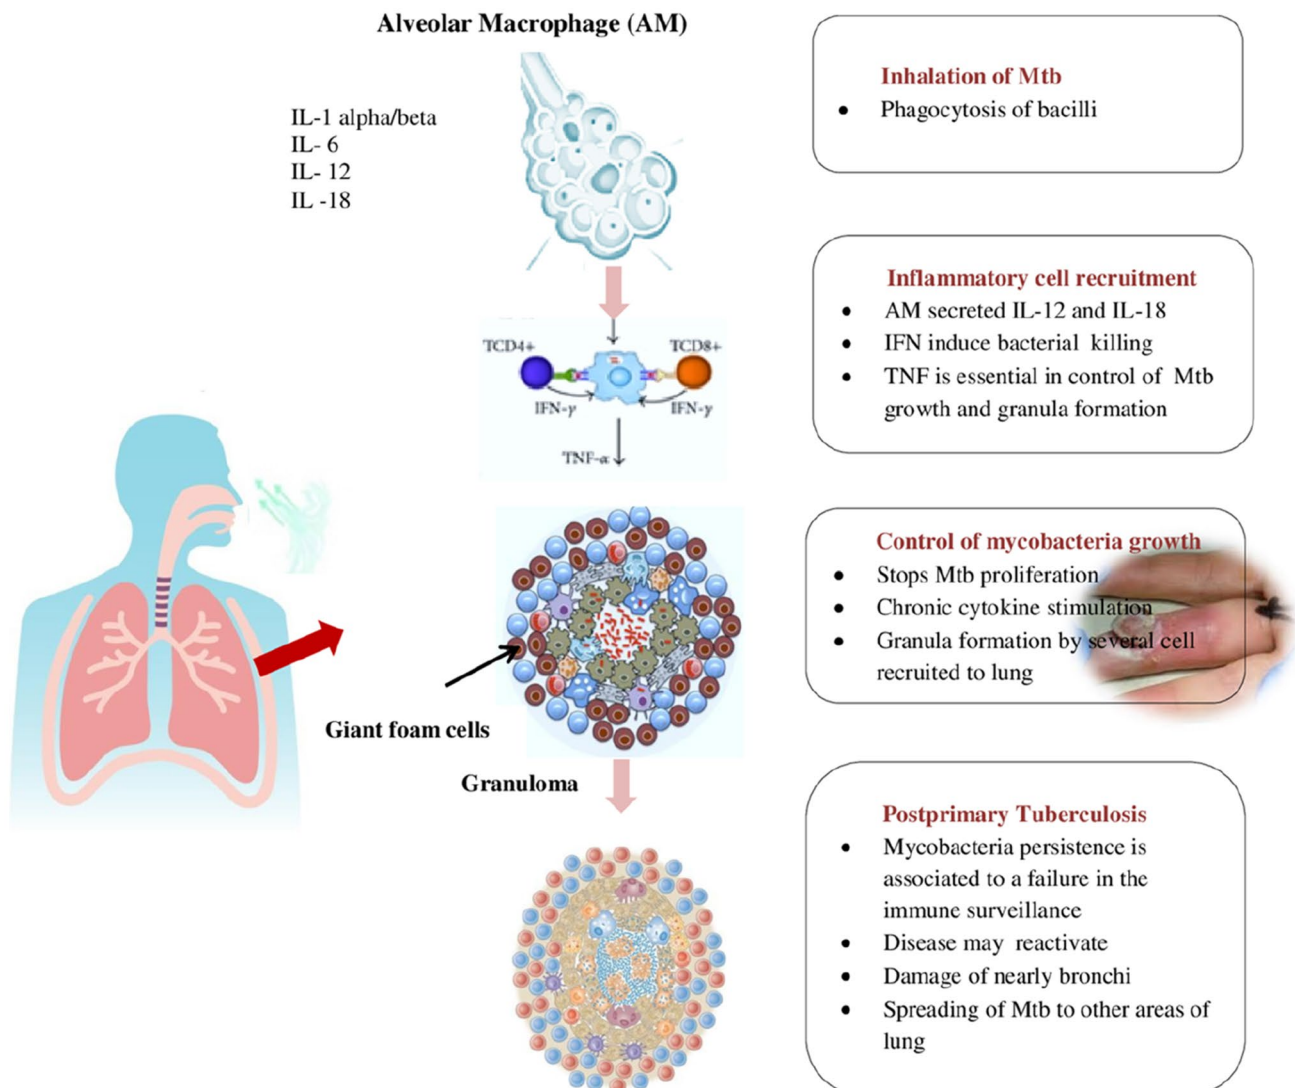 Alveolar Macrophage (AM)
IL-1 alpha/beta
IL- 6
IL- 12
IL -18
Inhalation of Mtb
• Phagocytosis of bacilli
TCD4+
TCD8+
IFN-γ
IFN-γ
TNF-α
Inflammatory cell recruitment
• AM secreted IL-12 and IL-18
• IFN induce bacterial killing
• TNF is essential in control of Mtb
growth and granula formation
Giant foam cells
Granuloma
Control of mycobacteria growth
• Stops Mtb proliferation
• Chronic cytokine stimulation
• Granula formation by several cell
recruited to lung
Postprimary Tuberculosis
• Mycobacteria persistence is
associated to a failure in the
immune surveillance
• Disease may reactivate
• Damage of nearly bronchi
• Spreading of Mtb to other areas of
lung